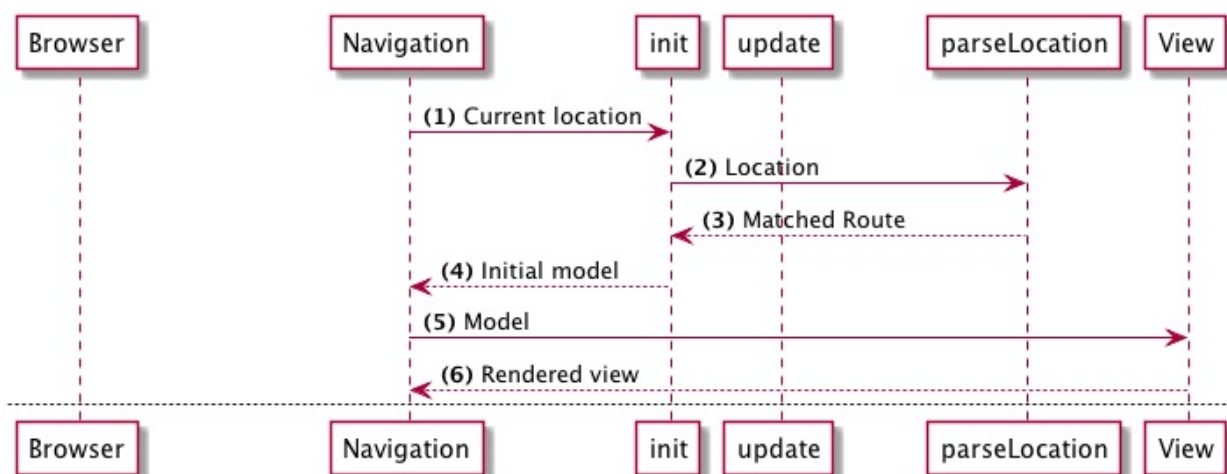 Browser Navigation init update parseLocation View
(1) Current location
(2) Location
(3) Matched Route
(4) Initial model
(5) Model
(6) Rendered view
Browser Navigation init update parseLocation View